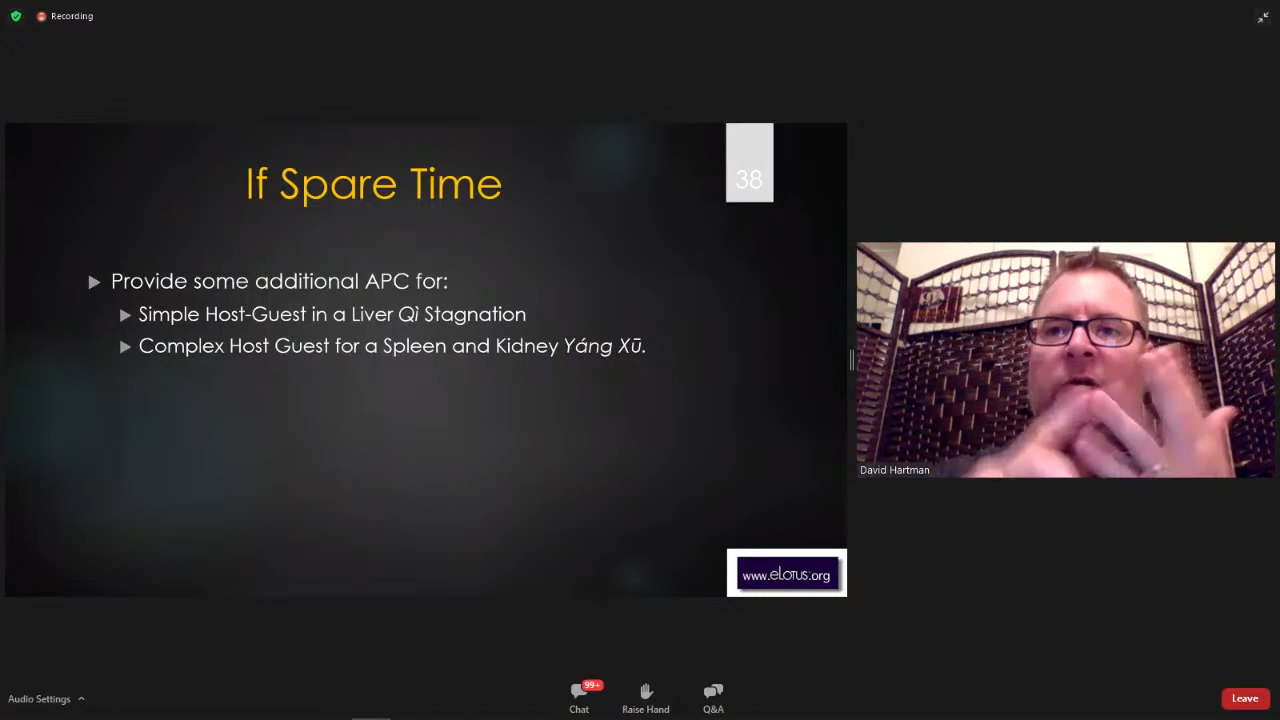 Recording
If Spare Time
38
Provide some additional APC for:
Simple Host-Guest in a Liver Qì Stagnation
Complex Host Guest for a Spleen and Kidney Yáng Xū.
www.eLotus.org
David Hartman
Audio Settings
99+
Chat
Raise Hand
Q&A
Leave